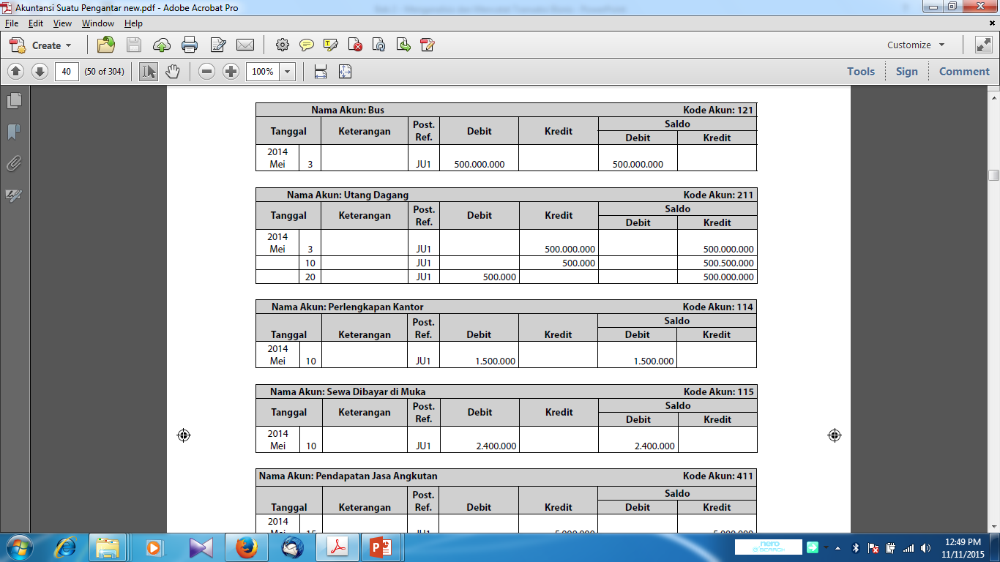 Akuntansi Suatu Pengantar new.pdf - Adobe Acrobat Pro
File Edit View Window Help
Create Customize
40 (50 of 304) 100% Tools Sign Comment
Nama Akun: Bus Kode Akun: 121
Tanggal Keterangan Post. Ref. Debit Kredit Saldo
Debit Kredit
2014
Mei 3 JU1 500.000.000 500.000.000
Nama Akun: Utang Dagang Kode Akun: 211
Tanggal Keterangan Post. Ref. Debit Kredit Saldo
Debit Kredit
2014
Mei 3 JU1 500.000.000 500.000.000
10 JU1 500.000 500.500.000
20 JU1 500.000 500.000.000
Nama Akun: Perlengkapan Kantor Kode Akun: 114
Tanggal Keterangan Post. Ref. Debit Kredit Saldo
Debit Kredit
2014
Mei 10 JU1 1.500.000 1.500.000
Nama Akun: Sewa Dibayar di Muka Kode Akun: 115
Tanggal Keterangan Post. Ref. Debit Kredit Saldo
Debit Kredit
2014
Mei 10 JU1 2.400.000 2.400.000
Nama Akun: Pendapatan Jasa Angkutan Kode Akun: 411
Tanggal Keterangan Post. Ref. Debit Kredit Saldo
Debit Kredit
2014
nero
12:49 PM
11/11/2015